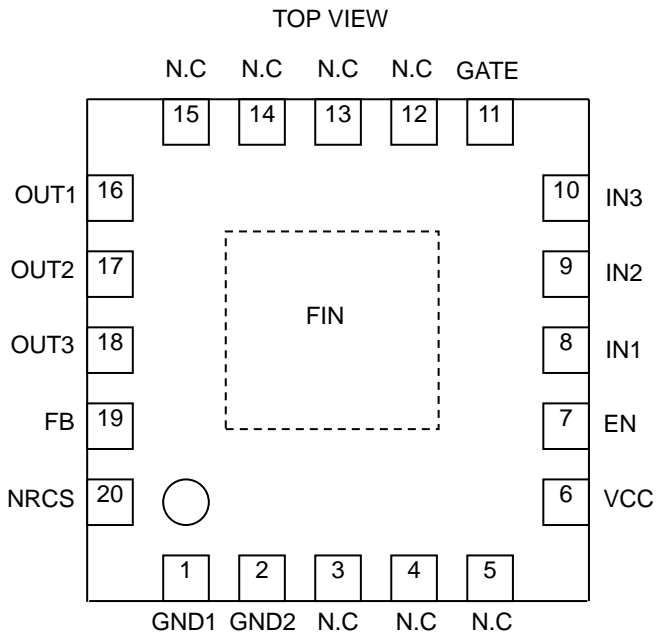 TOP VIEW
N.C N.C N.C N.C GATE
15 14 13 12 11
OUT1 16 10 IN3
OUT2 17 9 IN2
FIN
OUT3 18 8 IN1
FB 19 7 EN
NRCS 20 6 VCC
1 2 3 4 5
GND1 GND2 N.C N.C N.C